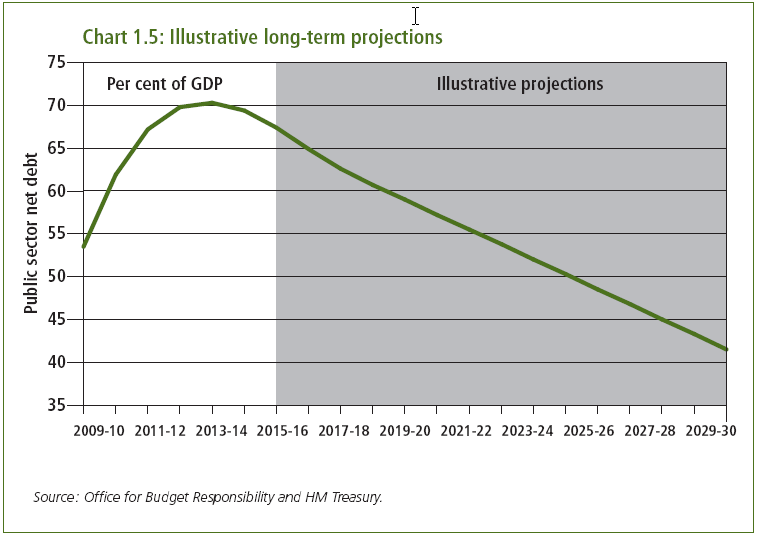 Chart 1.5: Illustrative long-term projections
75
Per cent of GDP
Illustrative projections
70
65
60
55
50
45
40
35
Public sector net debt
2009-10 2011-12 2013-14 2015-16 2017-18 2019-20 2021-22 2023-24 2025-26 2027-28 2029-30
Source: Office for Budget Responsibility and HM Treasury.